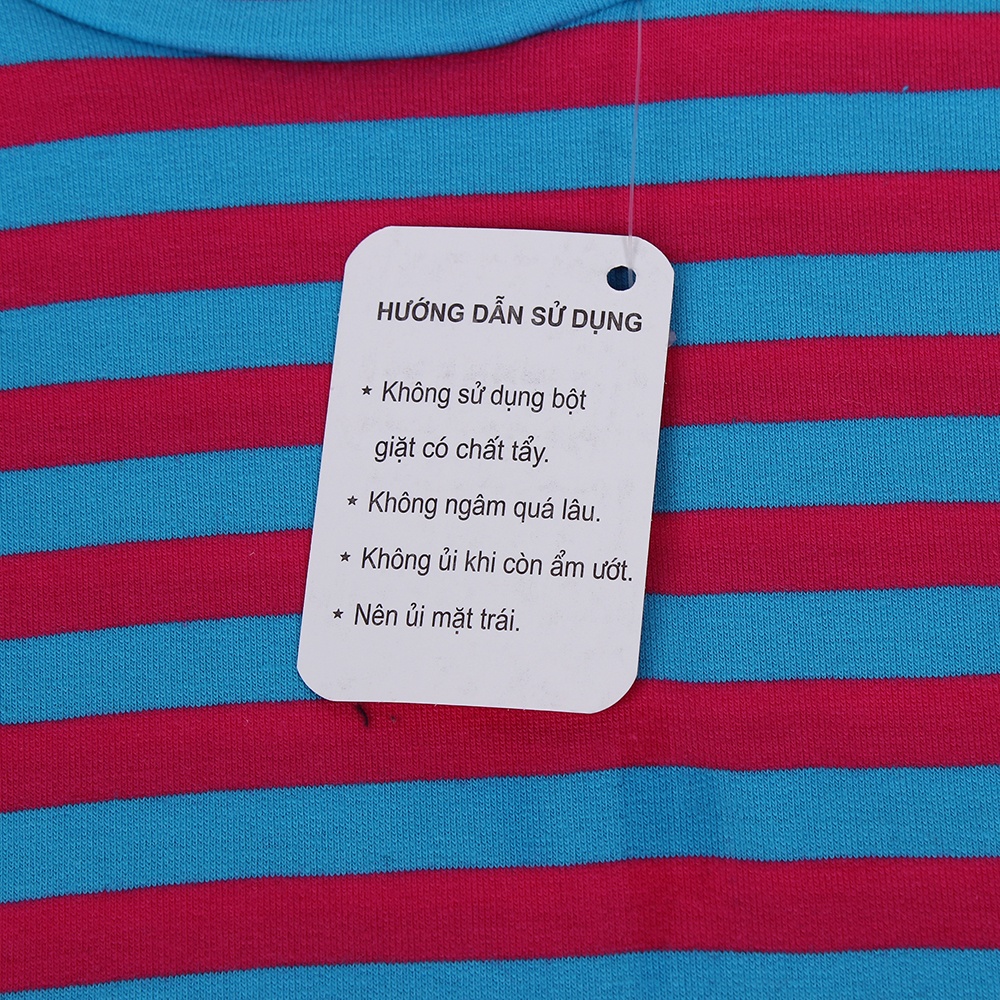 HƯỚNG DẪN SỬ DỤNG
* Không sử dụng bột
giặt có chất tẩy.
* Không ngâm quá lâu.
* Không ủi khi còn ẩm ướt.
* Nên ủi mặt trái.